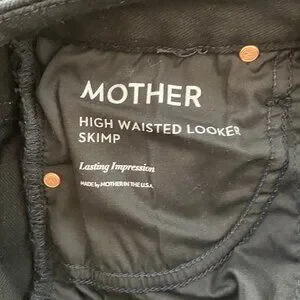 MOTHER
HIGH WAISTED LOOKER
SKIMP
Lasting Impression
MADE by MOTHER IN THE U.S.A.